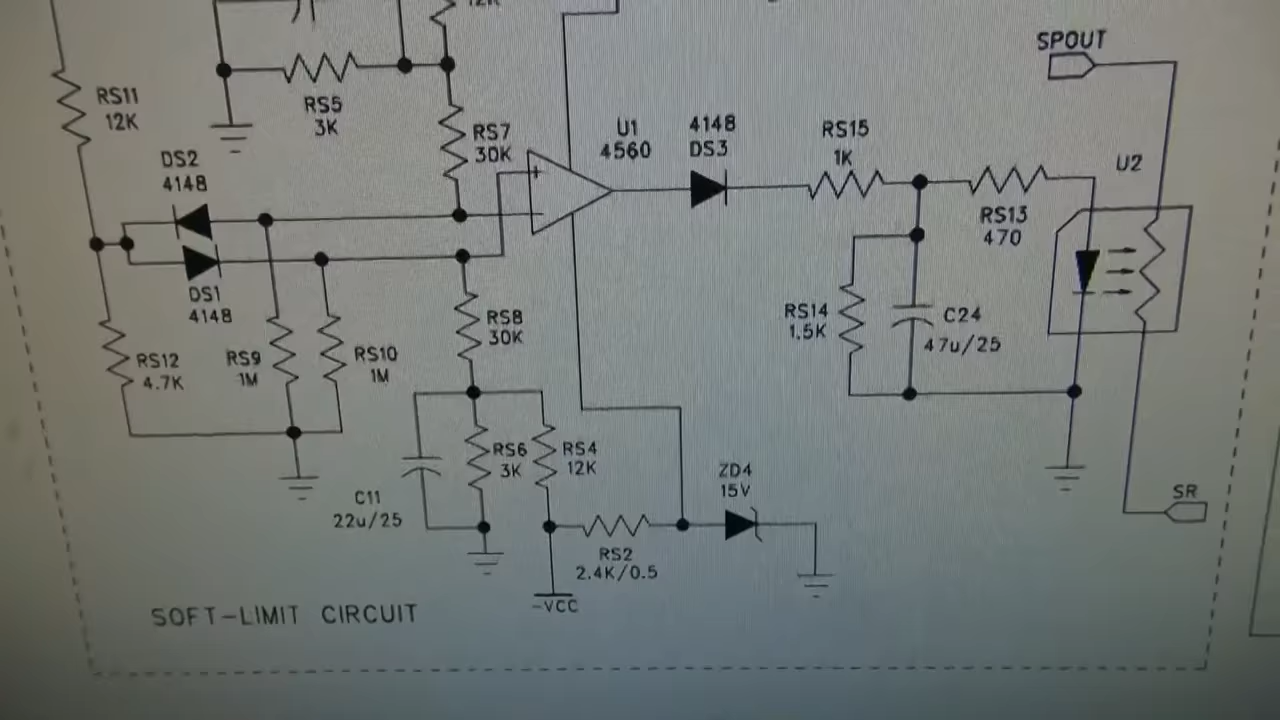 12K
SPOUT
RS11
12K
RS5
3K
RS7
30K
U1
4560
4148
DS3
RS15
1K
U2
DS2
4148
+
−
RS13
470
DS1
4148
RS8
30K
RS14
1.5K
C24
47u/25
RS12
4.7K
RS9
1M
RS10
1M
RS6
3K
RS4
12K
C11
22u/25
ZD4
15V
SR
RS2
2.4K/0.5
-VCC
SOFT-LIMIT CIRCUIT